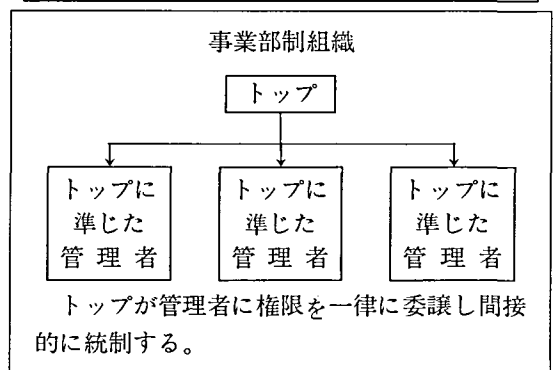 事業部制組織
トップ
トップに
準じた
管理者
トップに
準じた
管理者
トップに
準じた
管理者
トップが管理者に権限を一律に委譲し間接
的に統制する。